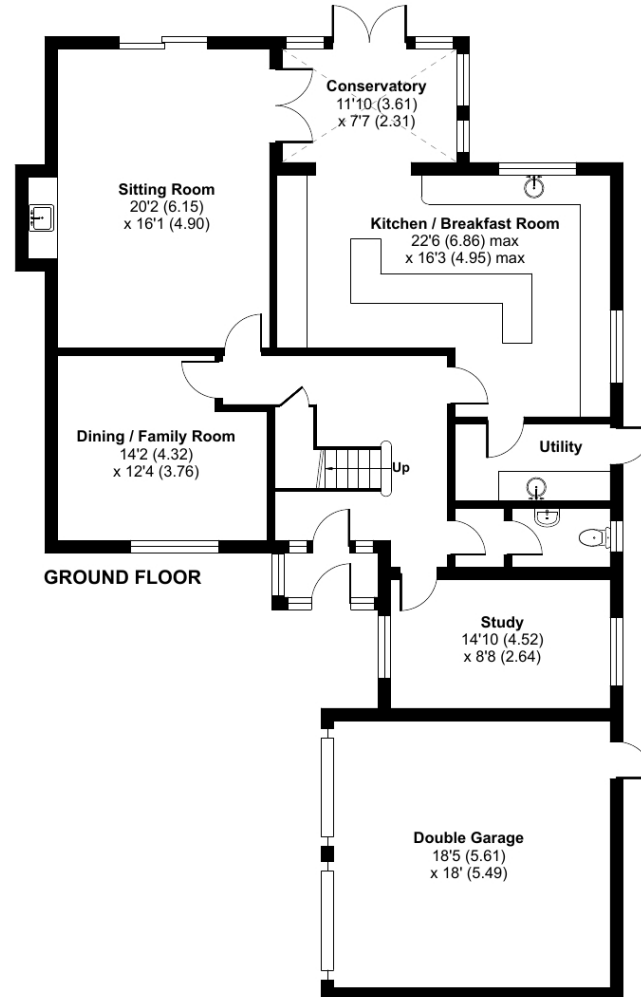 Conservatory
11'10 (3.61)
x 7'7 (2.31)
Sitting Room
20'2 (6.15)
x 16'1 (4.90)
Kitchen / Breakfast Room
22'6 (6.86) max
x 16'3 (4.95) max
Dining / Family Room
14'2 (4.32)
x 12'4 (3.76)
Utility
Up
GROUND FLOOR
Study
14'10 (4.52)
x 8'8 (2.64)
Double Garage
18'5 (5.61)
x 18' (5.49)